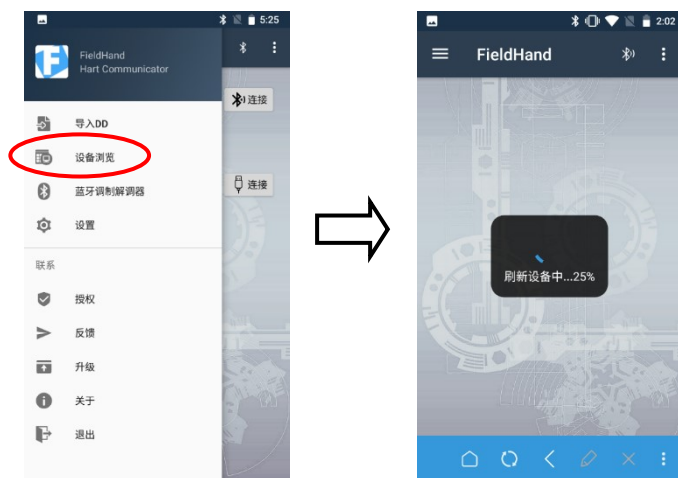 5:25
FieldHand
Hart Communicator
连接
导入DD
设备浏览
蓝牙调制解调器
连接
设置
联系
授权
反馈
升级
关于
退出
2:02
FieldHand
刷新设备中...25%